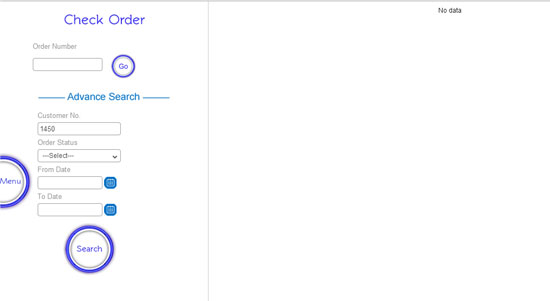 Check Order
Order Number
Go
Advance Search
Customer No.
1450
Order Status
---Select---
From Date
To Date
Menu
Search
No data